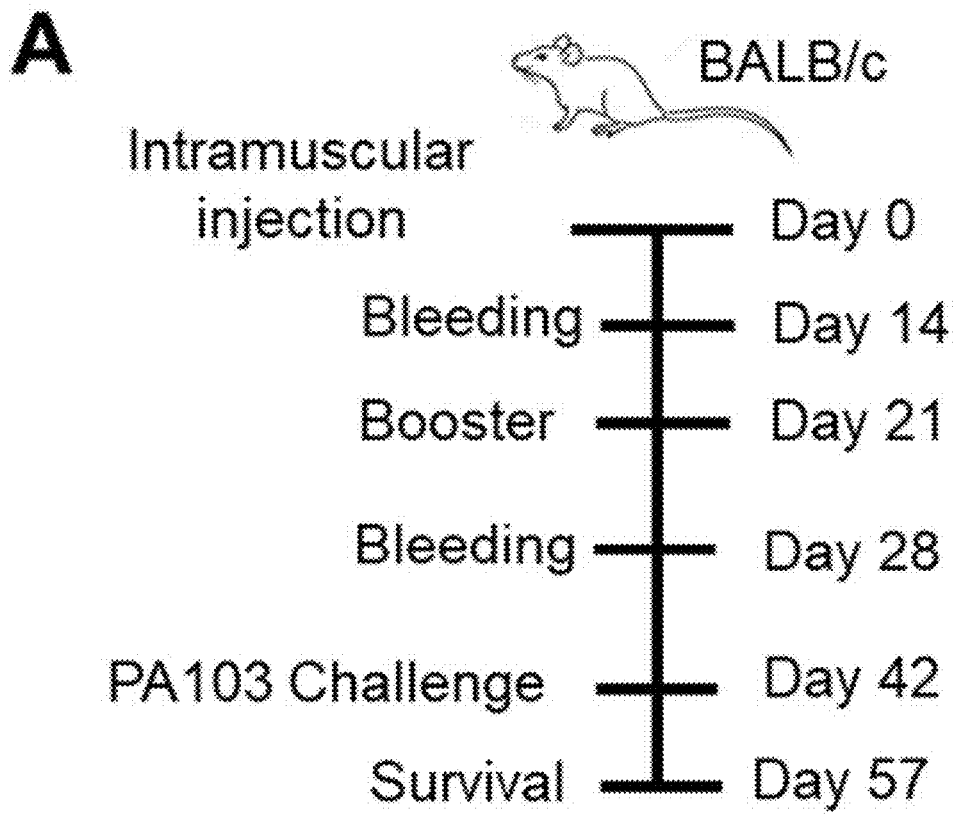 A
BALB/c
Intramuscular
injection
Day 0
Bleeding
Day 14
Booster
Day 21
Bleeding
Day 28
PA103 Challenge
Day 42
Survival
Day 57